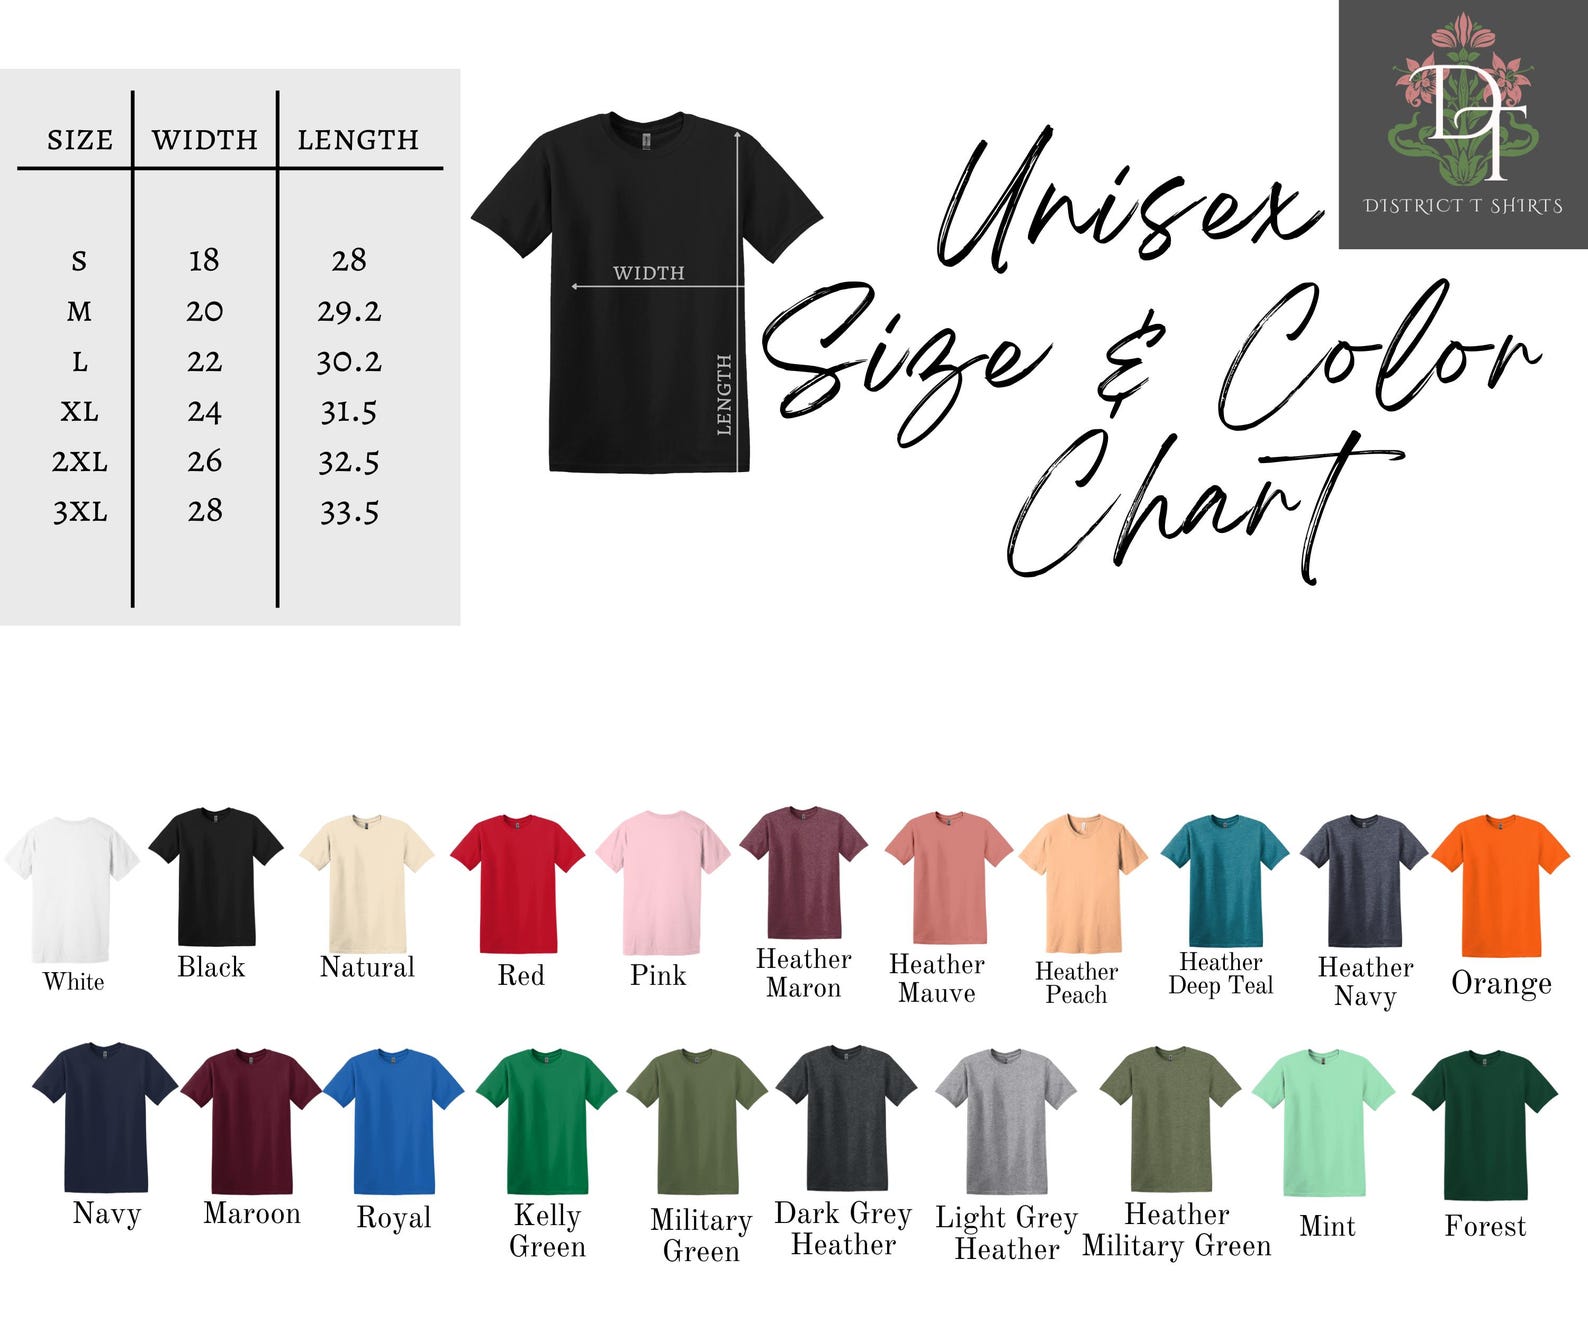 SIZE WIDTH LENGTH
S 18 28
M 20 29.2
L 22 30.2
XL 24 31.5
2XL 26 32.5
3XL 28 33.5
WIDTH
LENGTH
Unisex
Size & Color
Chart
DT
DISTRICT T SHIRTS
White
Black
Natural
Red
Pink
Heather
Maron
Heather
Mauve
Heather
Peach
Heather
Deep Teal
Heather
Navy
Orange
Navy
Maroon
Royal
Kelly
Green
Military
Green
Dark Grey
Heather
Light Grey
Heather
Heather
Military Green
Mint
Forest